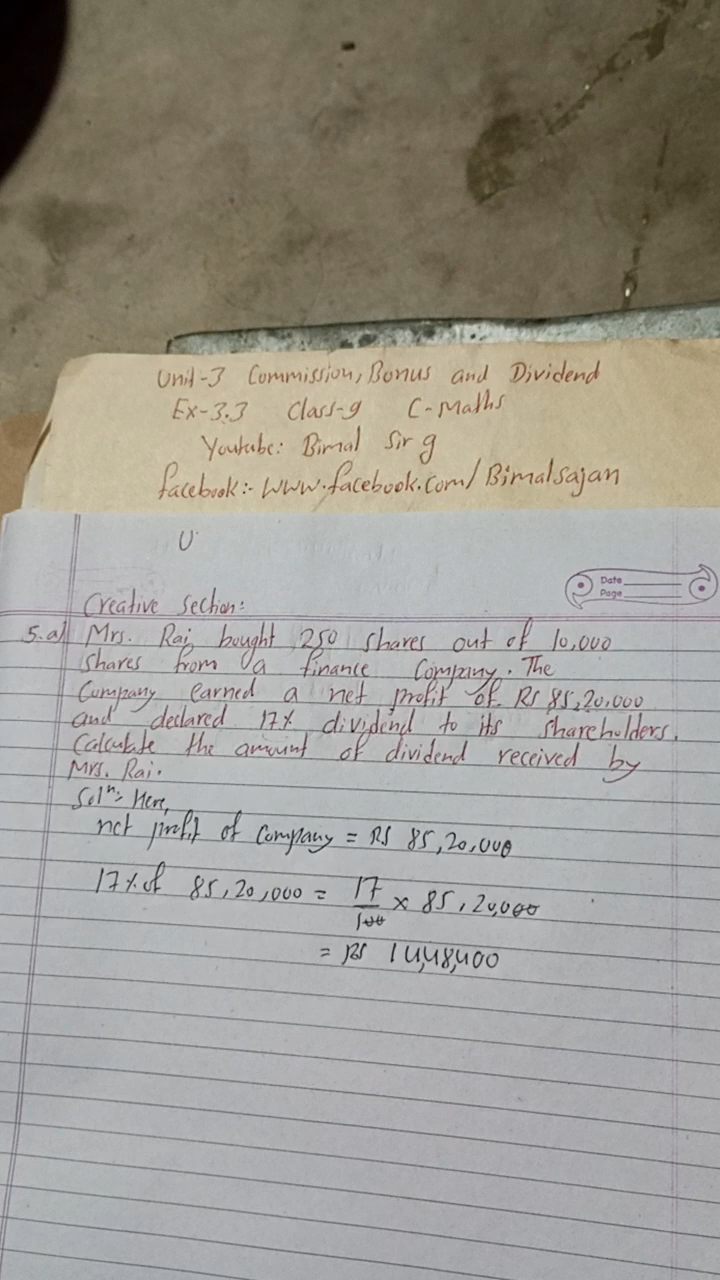 Unit-3 Commission, Bonus and Dividend
Ex-3.3 Class-9 C-Maths
Youtube: Bimal Sir g
facebook:- www.facebook.com/Bimalsajan
U
Date
Page
Creative section:
5.a) Mrs. Rai bought 250 shares out of 10,000
shares from a finance Company. The
Company earned a net profit of Rs 85,20,000
and declared 17% dividend to its shareholders.
Calculate the amount of dividend received by
Mrs. Rai.
Solⁿ: Here,
net profit of Company = Rs 85,20,000
17% of 85,20,000 = 17/100 × 85,20,000
= Rs 14,48,400